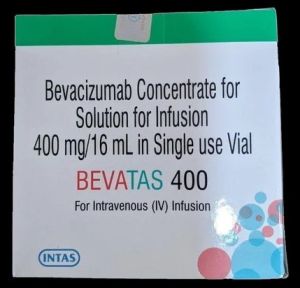 Bevacizumab Concentrate for
Solution for Infusion
400 mg/16 mL in Single use Vial
BEVATAS 400
For Intravenous (IV) Infusion
INTAS